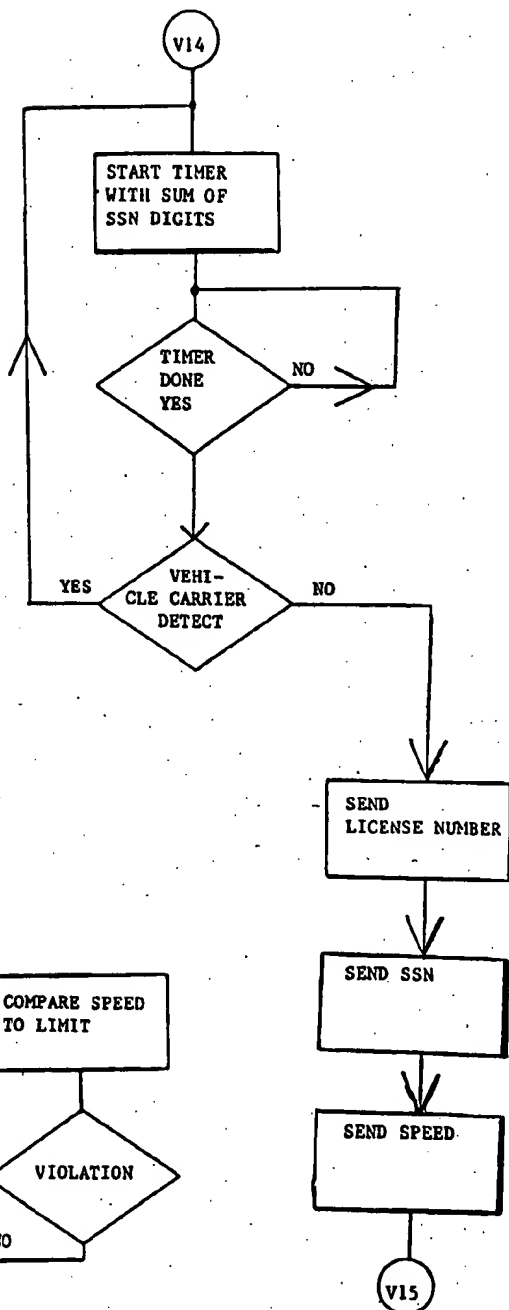 V14
START TIMER
WITH SUM OF
SSN DIGITS
TIMER
DONE
YES
NO
VEHI-
CLE CARRIER
DETECT
YES
NO
SEND
LICENSE NUMBER
SEND SSN
SEND SPEED
V15
COMPARE SPEED
TO LIMIT
VIOLATION